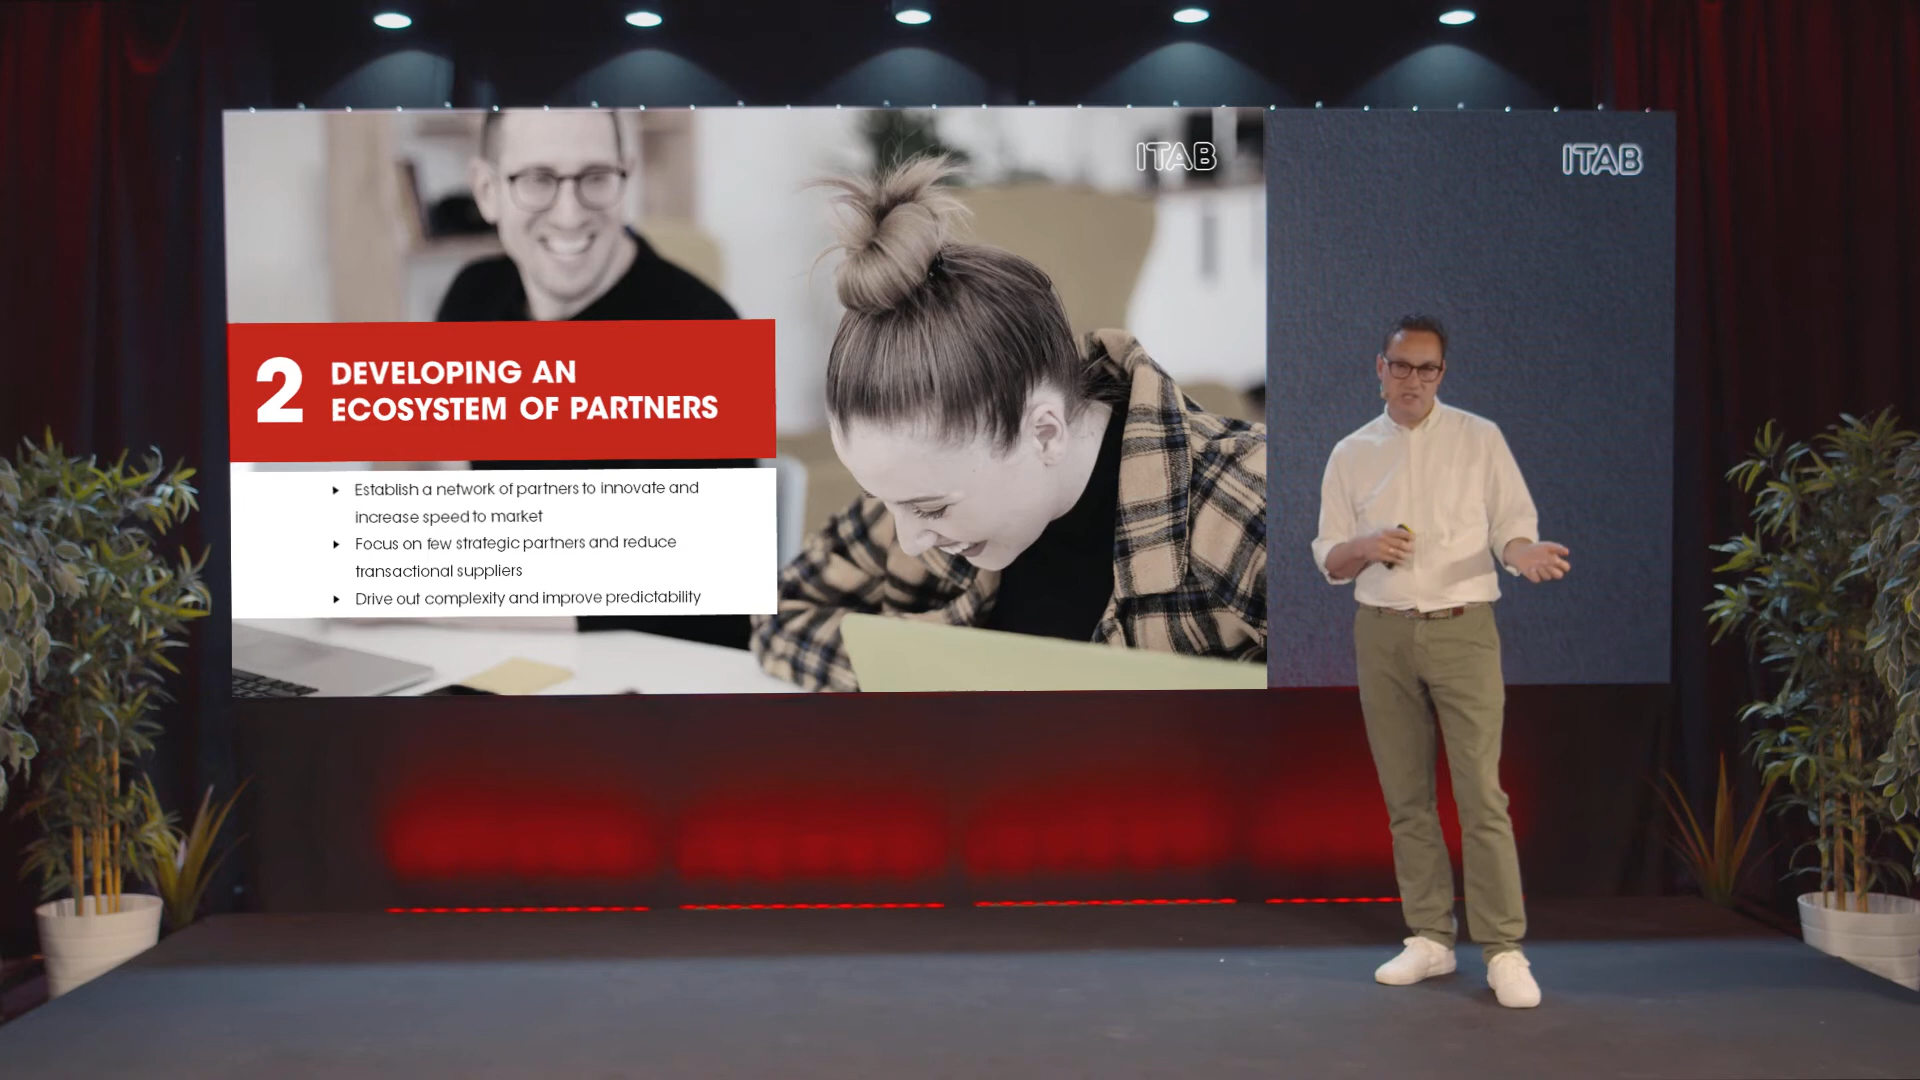 ITAB
ITAB
2
DEVELOPING AN
ECOSYSTEM OF PARTNERS
Establish a network of partners to innovate and
increase speed to market
Focus on few strategic partners and reduce
transactional suppliers
Drive out complexity and improve predictability